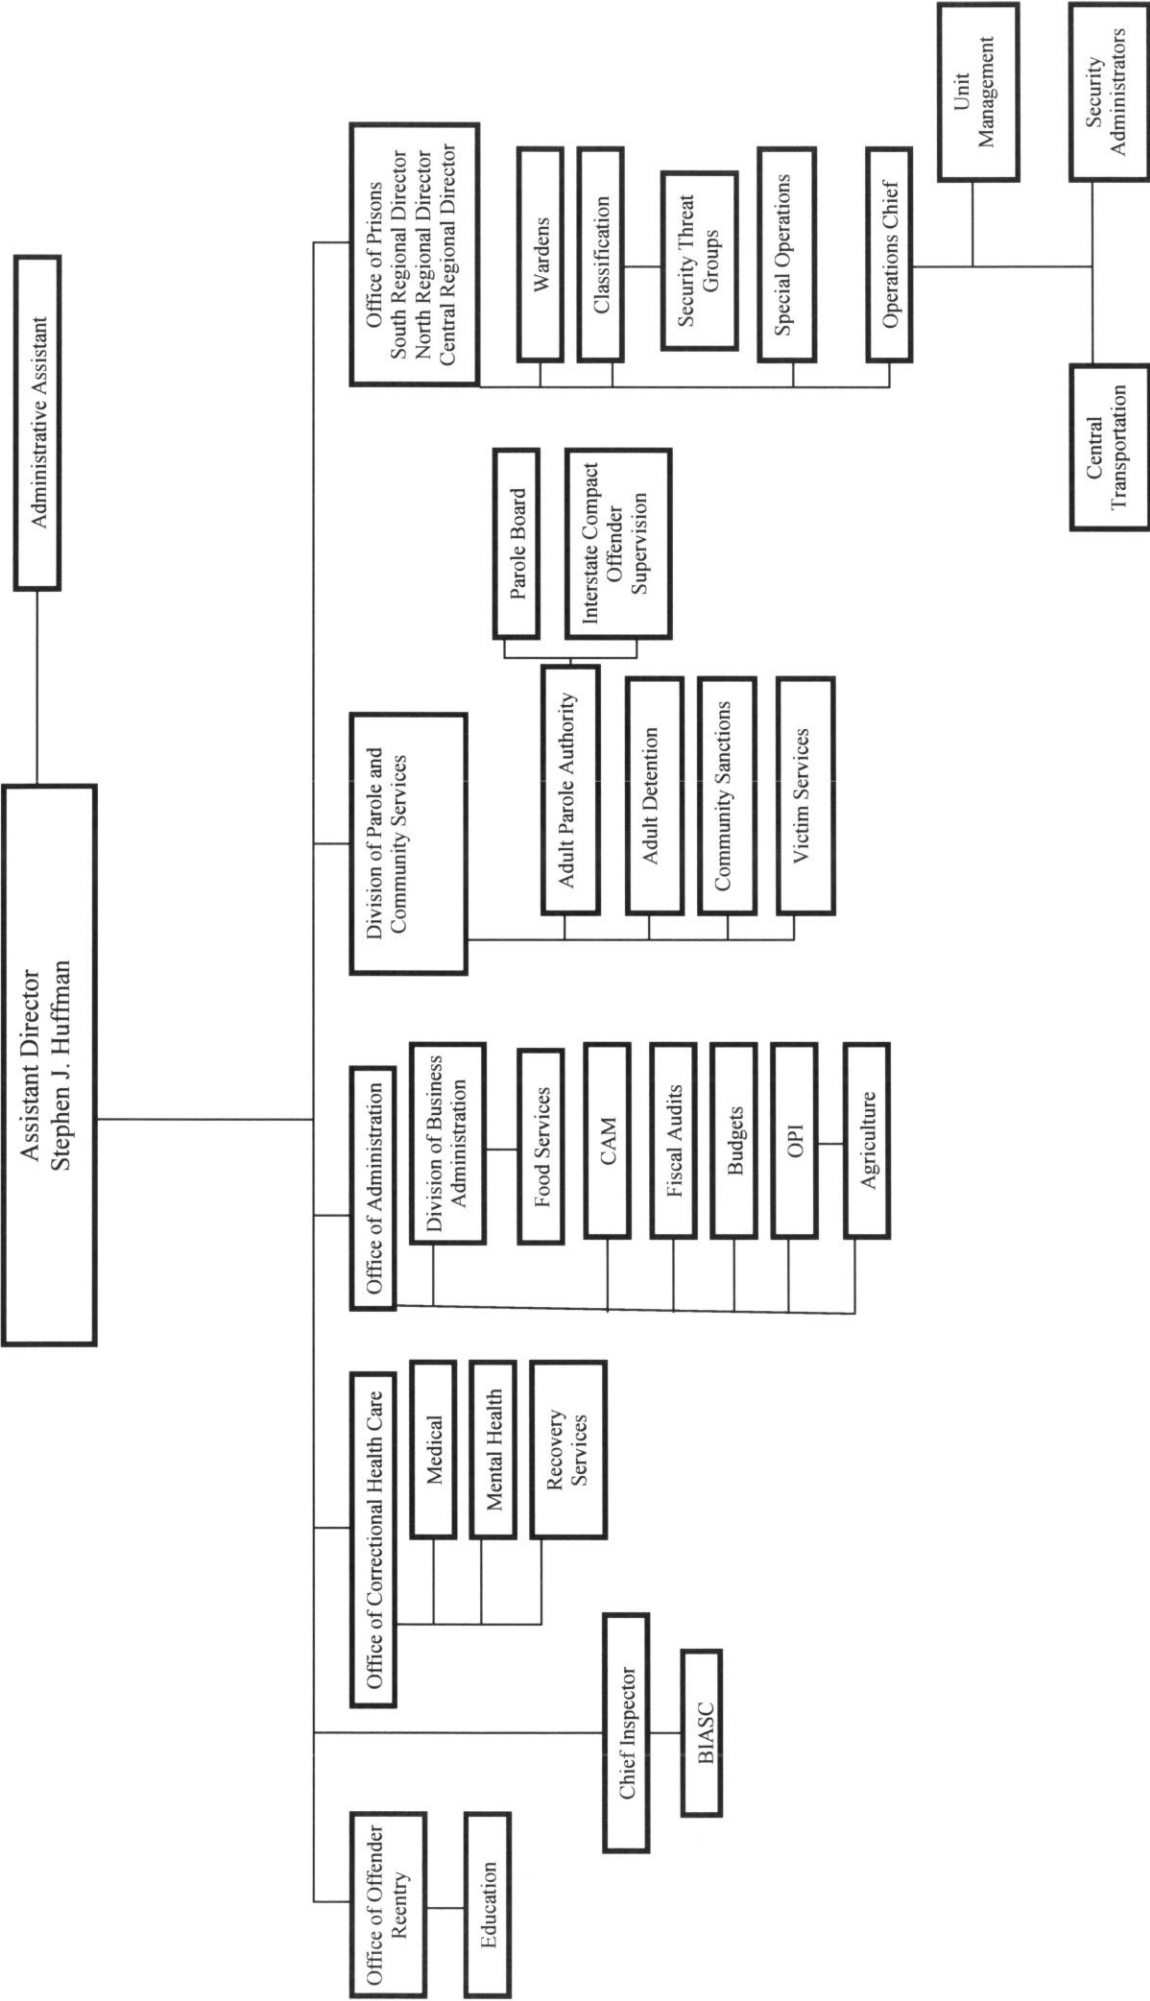 Assistant Director
Stephen J. Huffman
Administrative Assistant
Office of Offender
Reentry
Education
Chief Inspector
BIASC
Office of Correctional Health Care
Medical
Mental Health
Recovery
Services
Office of Administration
Division of Business
Administration
Food Services
CAM
Fiscal Audits
Budgets
OPI
Agriculture
Division of Parole and
Community Services
Adult Parole Authority
Parole Board
Interstate Compact
Offender
Supervision
Adult Detention
Community Sanctions
Victim Services
Office of Prisons
South Regional Director
North Regional Director
Central Regional Director
Wardens
Classification
Security Threat
Groups
Special Operations
Operations Chief
Unit
Management
Central
Transportation
Security
Administrators